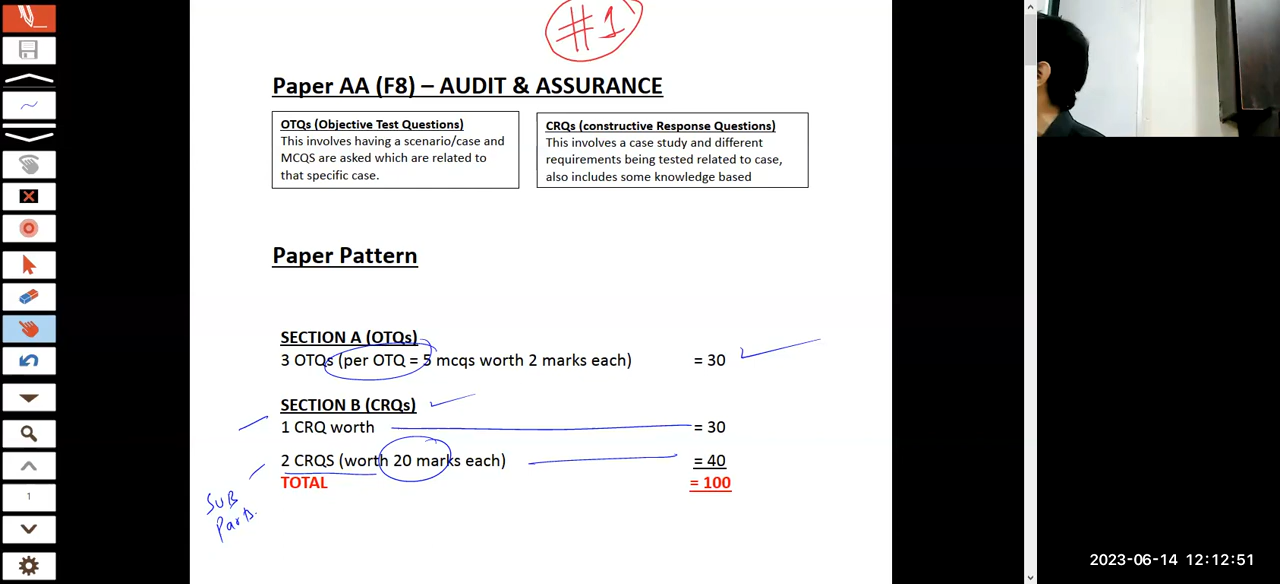 #1
Paper AA (F8) – AUDIT & ASSURANCE
OTQs (Objective Test Questions)
This involves having a scenario/case and
MCQS are asked which are related to
that specific case.
CRQs (constructive Response Questions)
This involves a case study and different
requirements being tested related to case,
also includes some knowledge based
Paper Pattern
SECTION A (OTQs)
3 OTQs (per OTQ = 5 mcqs worth 2 marks each) = 30
SECTION B (CRQs)
1 CRQ worth = 30
2 CRQS (worth 20 marks each) = 40
TOTAL = 100
SUB
Parts.
1
2023-06-14 12:12:51